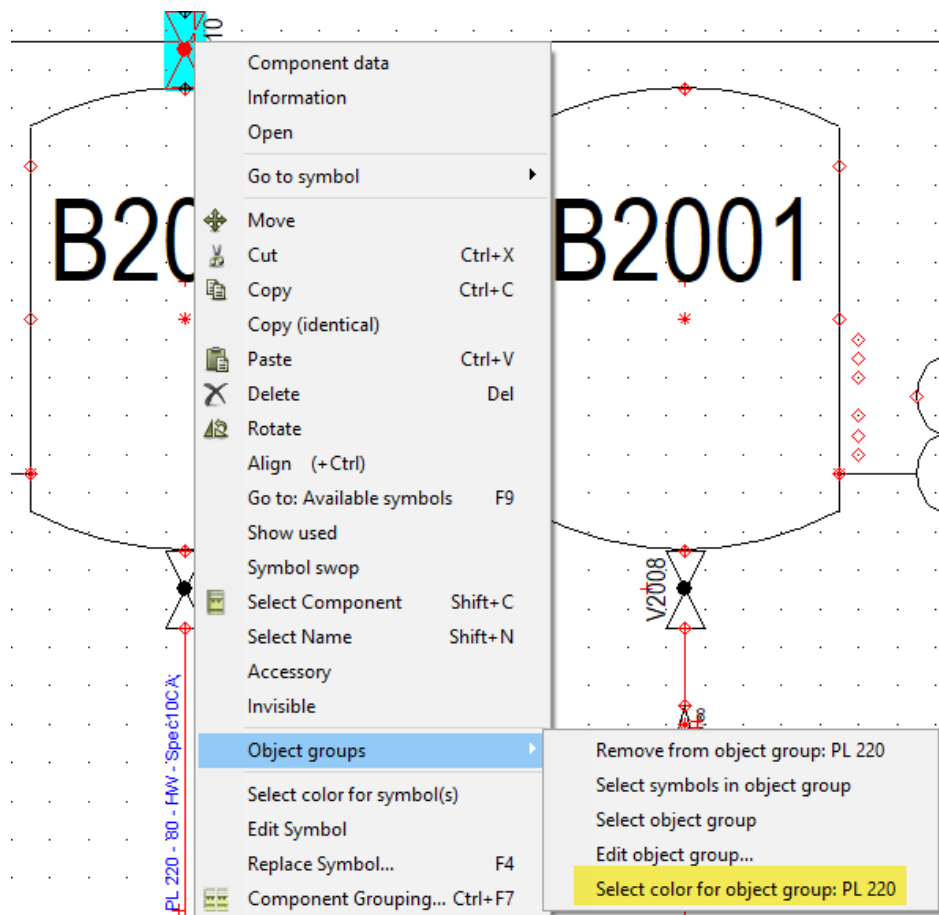 10
Component data
Information
Open
Go to symbol
Move
Cut Ctrl+X
Copy Ctrl+C
Copy (identical)
Paste Ctrl+V
Delete Del
Rotate
Align (+Ctrl)
Go to: Available symbols F9
Show used
Symbol swop
Select Component Shift+C
Select Name Shift+N
Accessory
Invisible
Object groups
Select color for symbol(s)
Edit Symbol
Replace Symbol... F4
Component Grouping... Ctrl+F7
Remove from object group: PL 220
Select symbols in object group
Select object group
Edit object group...
Select color for object group: PL 220
B20
B2001
V2008
PL 220 - '80 - HW - Spec10CA;